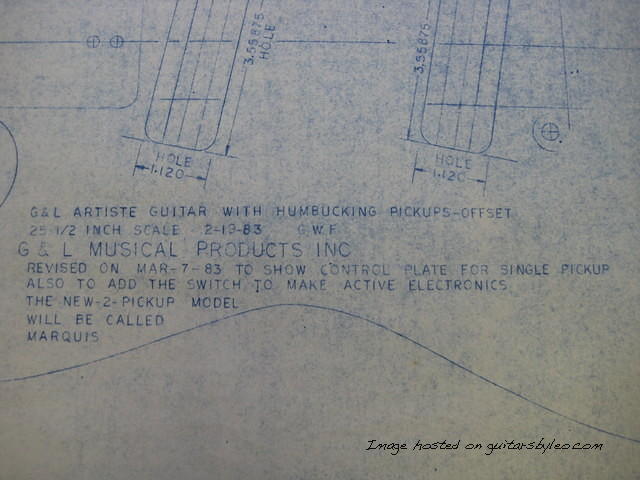 3.55875
HOLE
3.55875
HOLE
1.120
HOLE
1.120
G&L ARTISTE GUITAR WITH HUMBUCKING PICKUPS-OFFSET
25 1/2 INCH SCALE 2-19-83 G.W.F.
G & L MUSICAL PRODUCTS INC
REVISED ON MAR-7-83 TO SHOW CONTROL PLATE FOR SINGLE PICKUP
ALSO TO ADD THE SWITCH TO MAKE ACTIVE ELECTRONICS
THE NEW-2-PICKUP MODEL
WILL BE CALLED
MARQUIS
Image hosted on guitarsbyleo.com